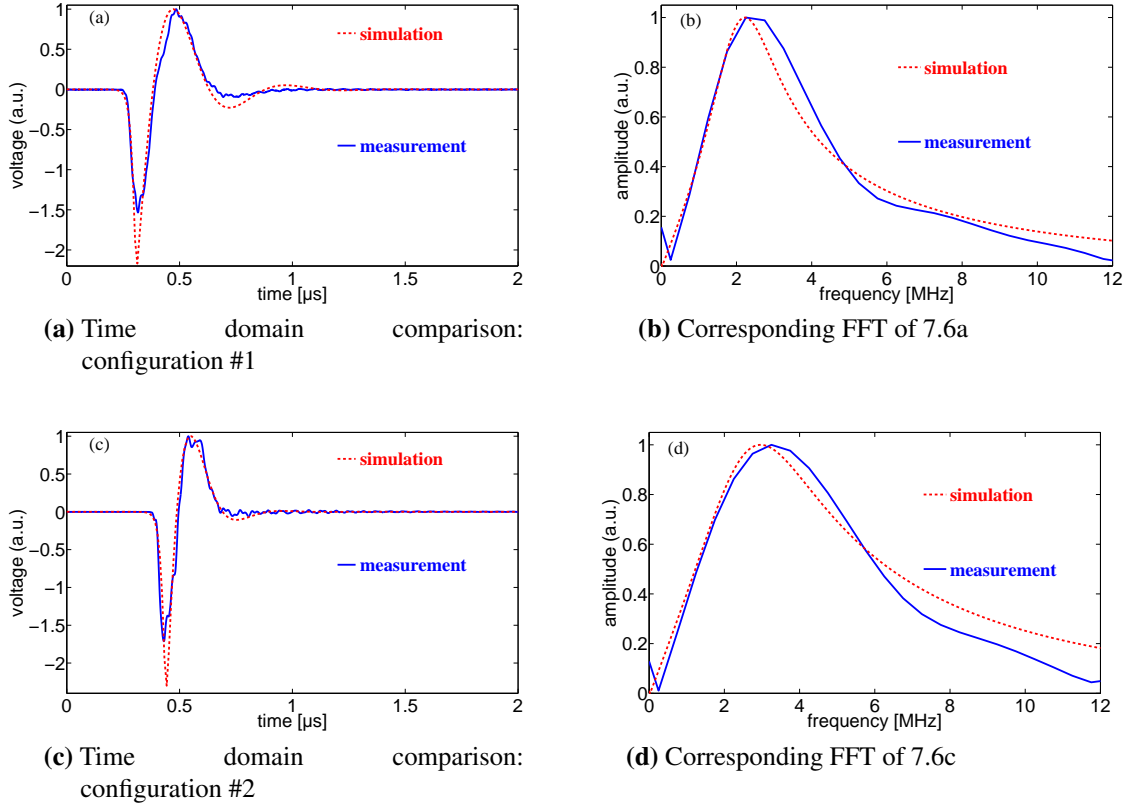 (a)
simulation
measurement
voltage (a.u.)
1
0.5
0
−0.5
−1
−1.5
−2
0 0.5 1 1.5 2
time [µs]
(a) Time domain comparison:
configuration #1
(b)
simulation
measurement
amplitude (a.u.)
1
0.8
0.6
0.4
0.2
0
0 2 4 6 8 10 12
frequency [MHz]
(b) Corresponding FFT of 7.6a
(c)
simulation
measurement
voltage (a.u.)
1
0.5
0
−0.5
−1
−1.5
−2
0 0.5 1 1.5 2
time [µs]
(c) Time domain comparison:
configuration #2
(d)
simulation
measurement
amplitude (a.u.)
1
0.8
0.6
0.4
0.2
0
0 2 4 6 8 10 12
frequency [MHz]
(d) Corresponding FFT of 7.6c